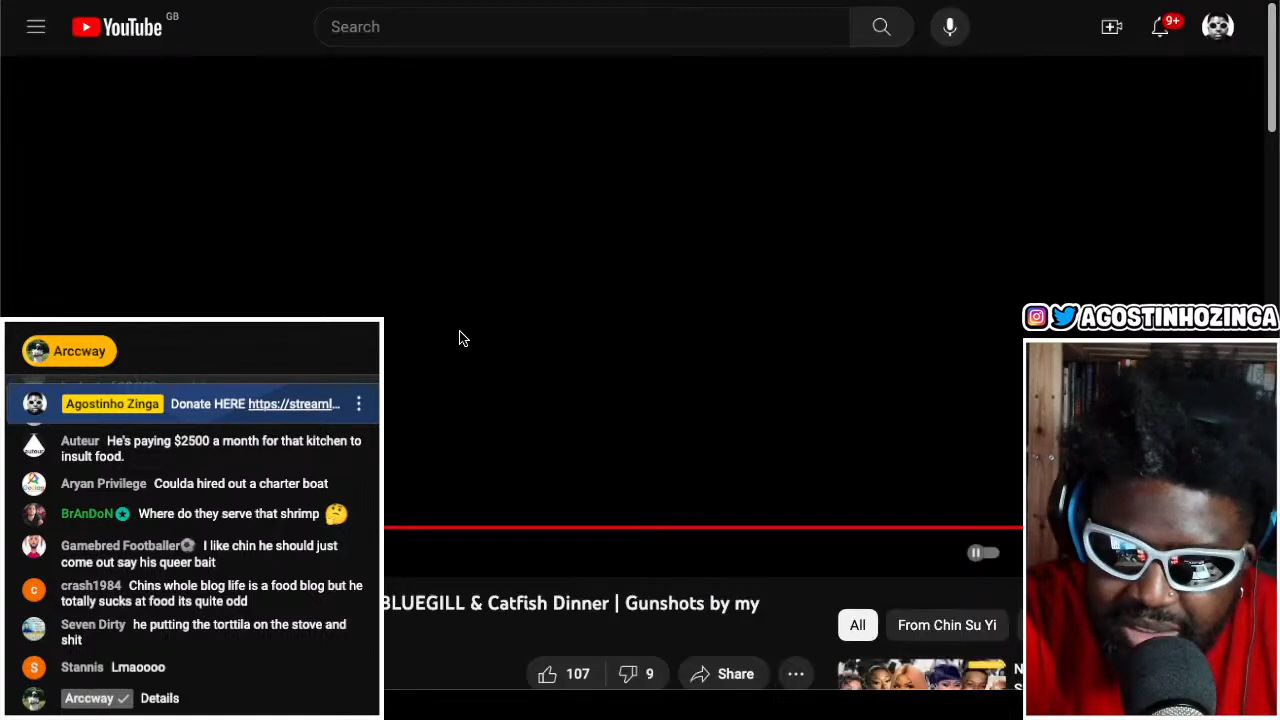 YouTube GB
Search
9+
AGOSTINHOZINGA
Arccway
Agostinho Zinga Donate HERE https://streaml...
Auteur He's paying $2500 a month for that kitchen to
insult food.
Aryan Privilege Coulda hired out a charter boat
BrAnDoN Where do they serve that shrimp 🤔
Gamebred Footballer⚽ I like chin he should just
come out say his queer bait
crash1984 Chins whole blog life is a food blog but he
totally sucks at food its quite odd
Seven Dirty he putting the torttila on the stove and
shit
S Stannis Lmaoooo
Arccway Details
BLUEGILL & Catfish Dinner | Gunshots by my
All From Chin Su Yi
107 9 Share
N
S